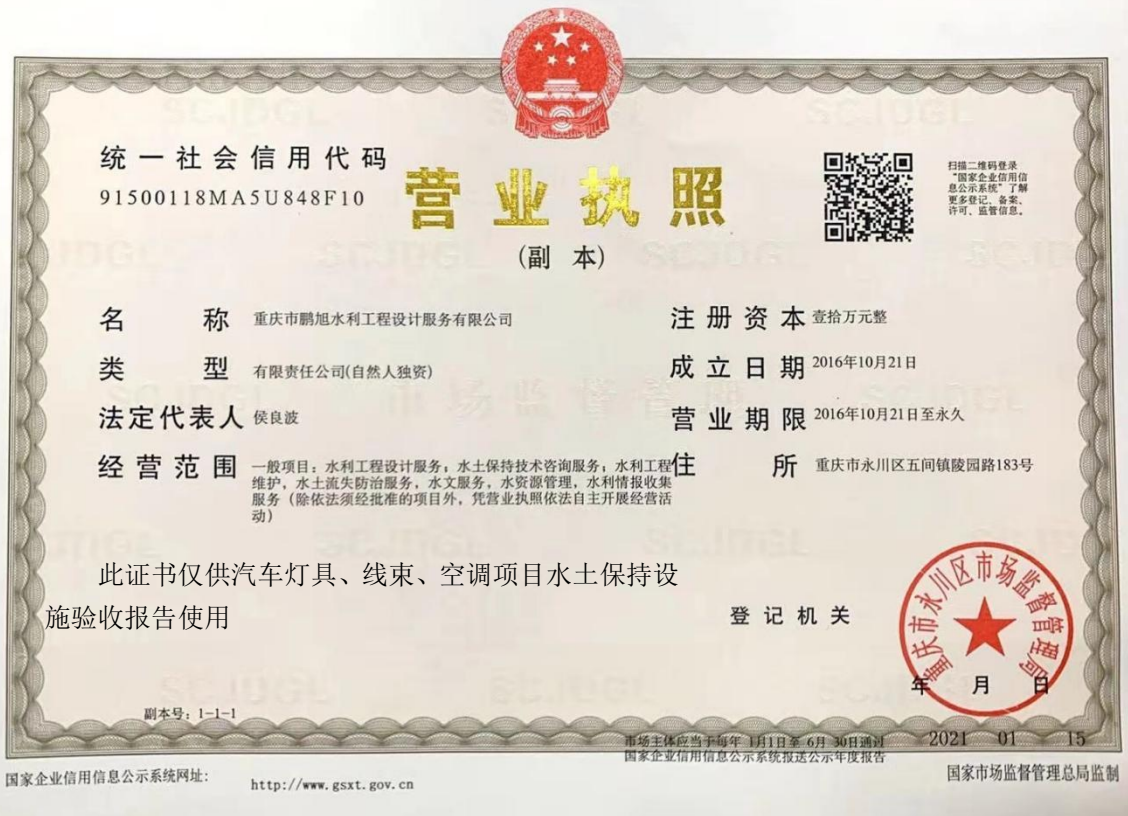 统一社会信用代码
91500118MA5U848F10
营业执照
(副 本)
扫描二维码登录
“国家企业信用信
息公示系统”了解
更多登记、备案、
许可、监管信息。
名 称 重庆市鹏旭水利工程设计服务有限公司
类 型 有限责任公司(自然人独资)
法定代表人 侯良波
经营范围 一般项目：水利工程设计服务；水土保持技术咨询服务；水利工程
维护，水土流失防治服务，水文服务，水资源管理，水利情报收集
服务（除依法须经批准的项目外，凭营业执照依法自主开展经营活
动）
注册资本 壹拾万元整
成立日期 2016年10月21日
营业期限 2016年10月21日至永久
住 所 重庆市永川区五间镇陵园路183号
此证书仅供汽车灯具、线束、空调项目水土保持设
施验收报告使用
登记机关
重庆市永川区市场监督管理局
年 月 日
2021 01 15
副本号：1-1-1
市场主体应当于每年 1月1日至 6月 30日通过
国家企业信用信息公示系统报送公示年度报告
国家企业信用信息公示系统网址：
http://www.gsxt.gov.cn
国家市场监督管理总局监制
SCJDGL
市场监督管理